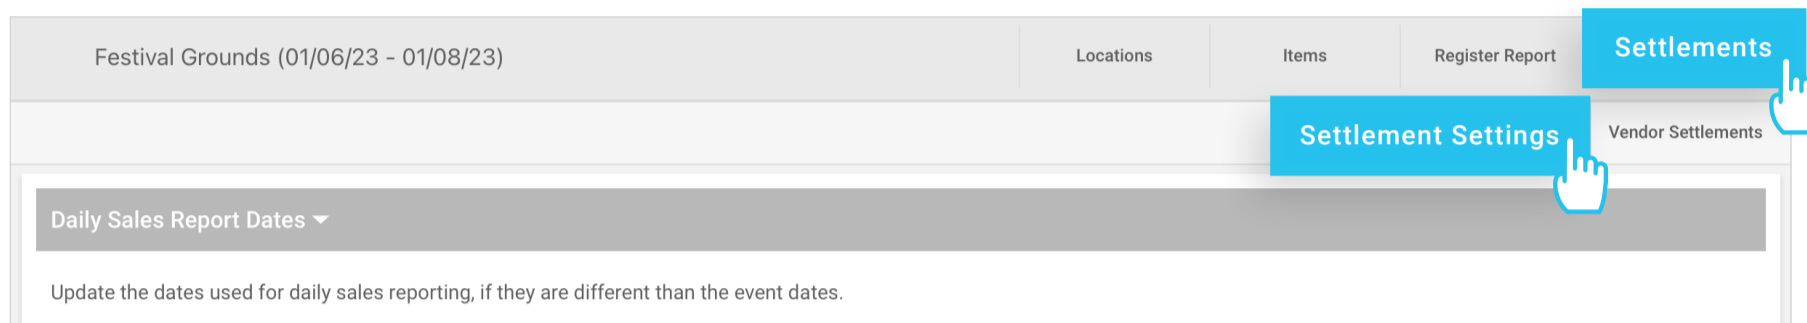 Festival Grounds (01/06/23 - 01/08/23)
Locations
Items
Register Report
Settlements
Settlement Settings
Vendor Settlements
Daily Sales Report Dates
Update the dates used for daily sales reporting, if they are different than the event dates.